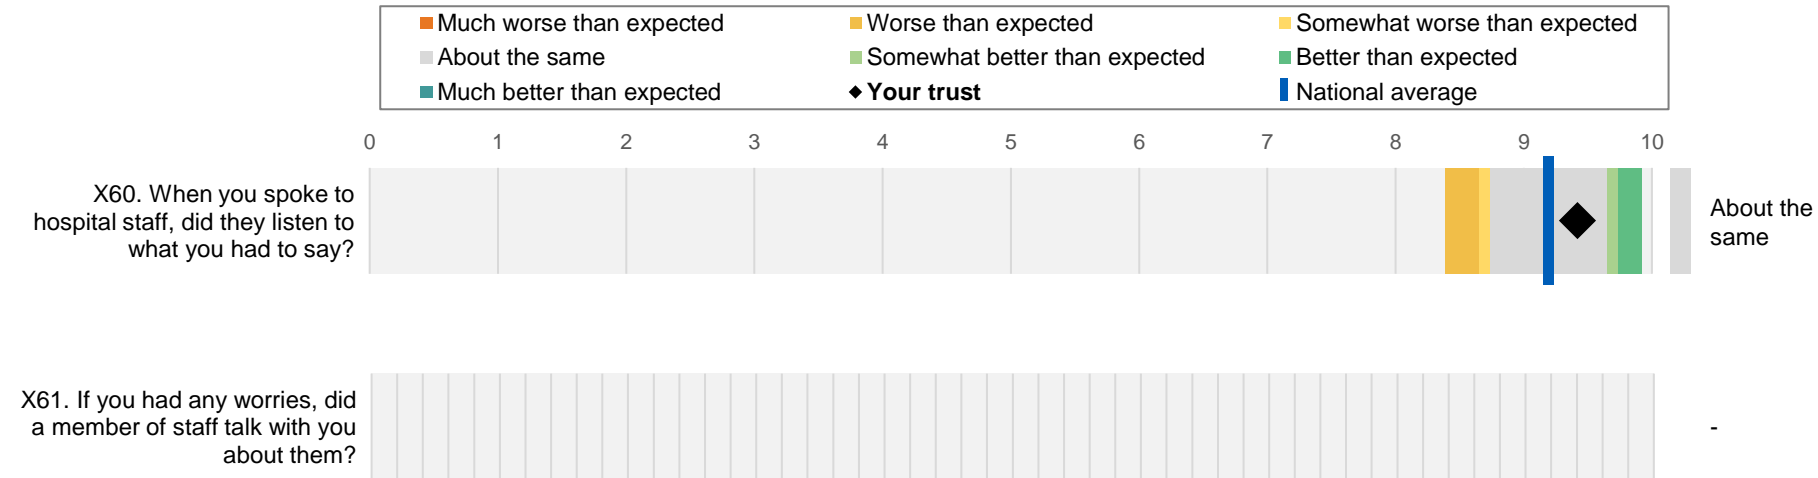 Much worse than expected
Worse than expected
Somewhat worse than expected
About the same
Somewhat better than expected
Better than expected
Much better than expected
Your trust
National average
0 1 2 3 4 5 6 7 8 9 10
X60. When you spoke to
hospital staff, did they listen to
what you had to say?
About the
same
X61. If you had any worries, did
a member of staff talk with you
about them?
-